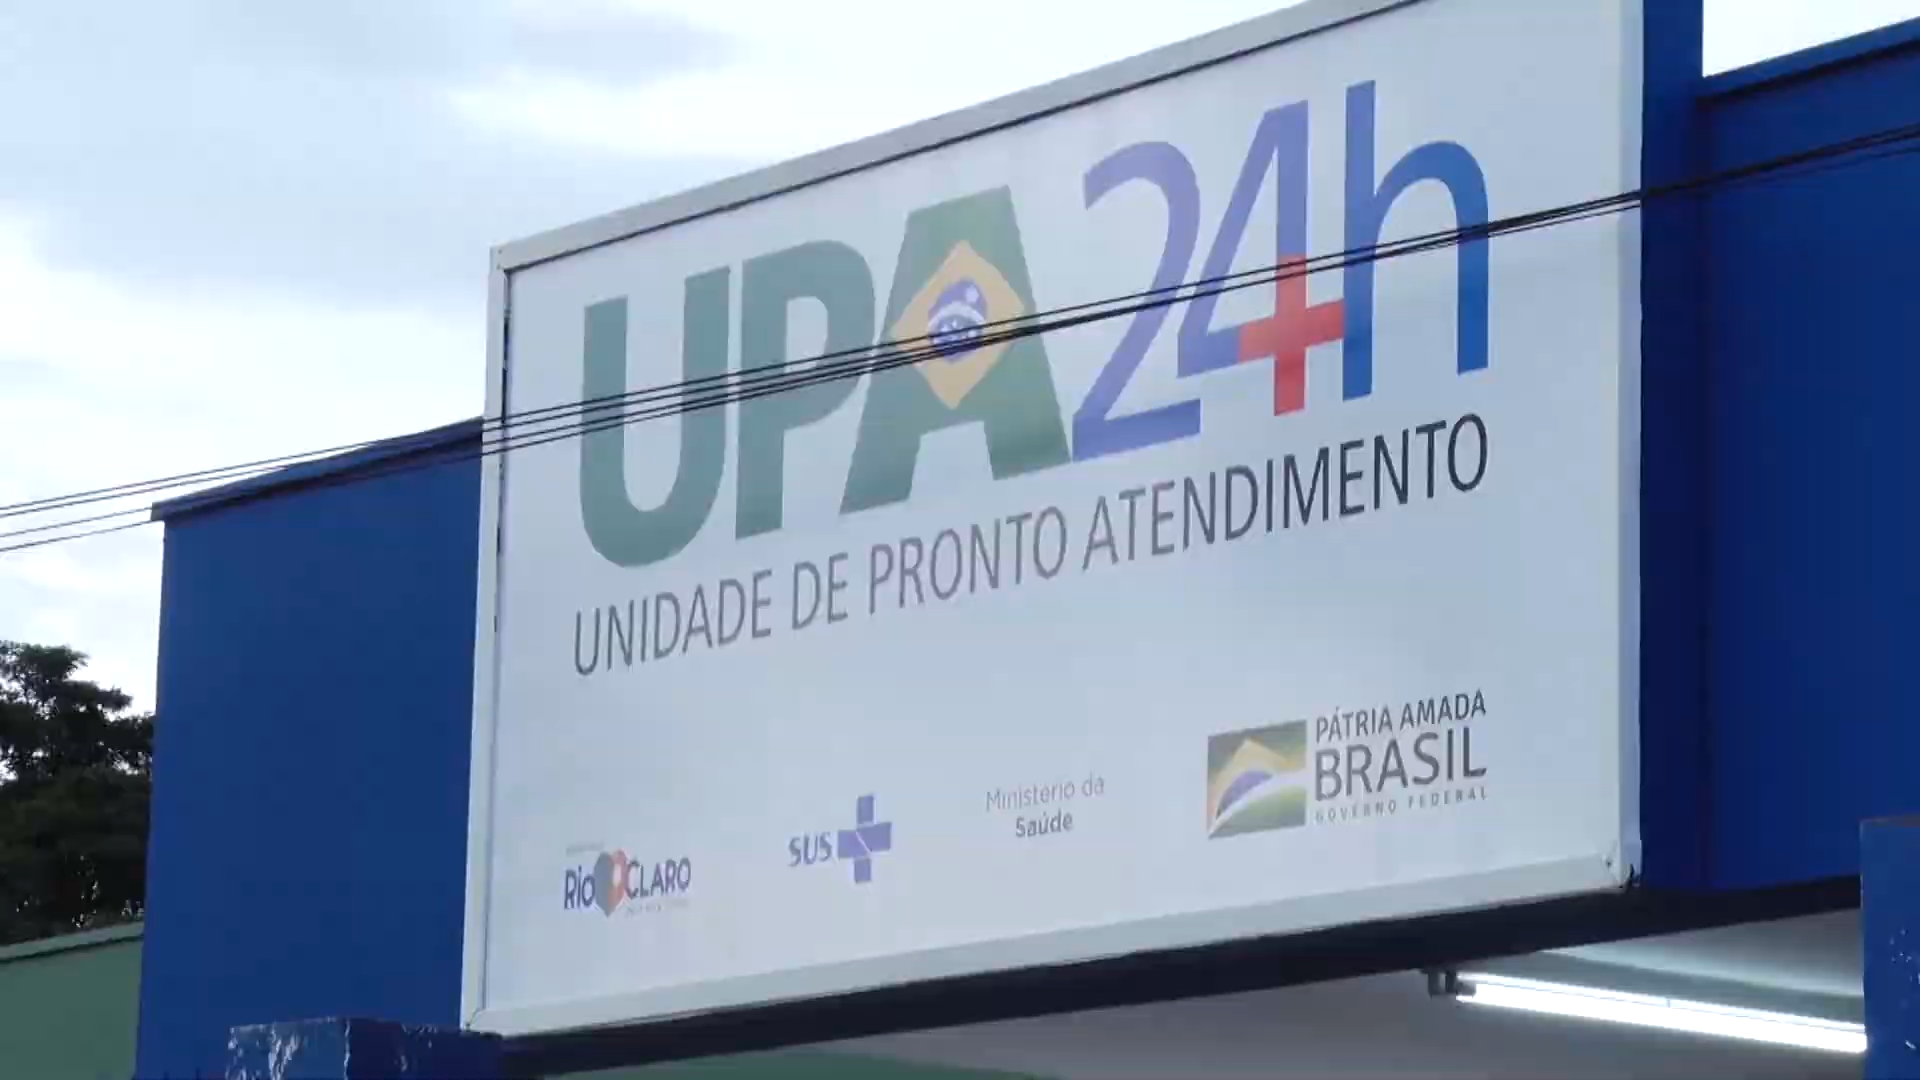 UPA24h
UNIDADE DE PRONTO ATENDIMENTO
Rio CLARO
SUS
Ministério da
Saúde
PÁTRIA AMADA
BRASIL
GOVERNO FEDERAL